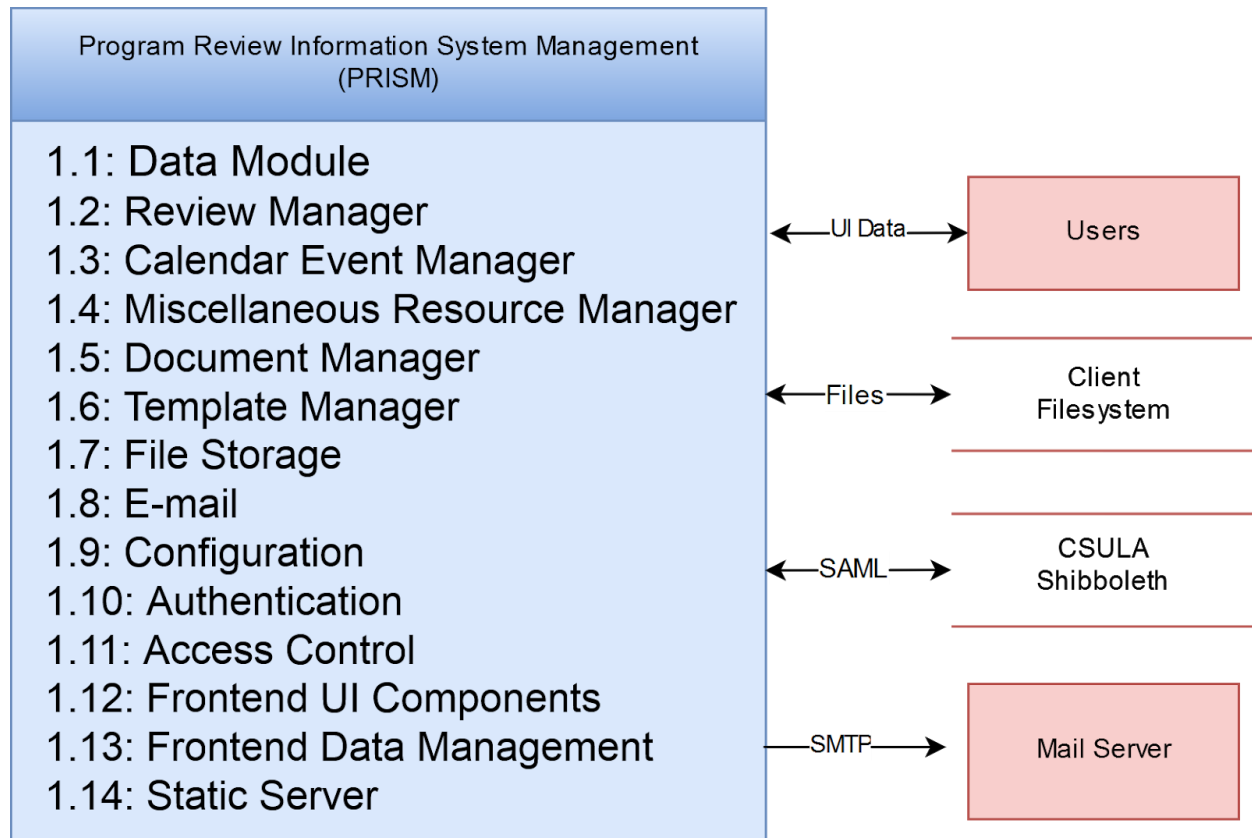 Program Review Information System Management
(PRISM)
1.1: Data Module
1.2: Review Manager
1.3: Calendar Event Manager
1.4: Miscellaneous Resource Manager
1.5: Document Manager
1.6: Template Manager
1.7: File Storage
1.8: E-mail
1.9: Configuration
1.10: Authentication
1.11: Access Control
1.12: Frontend UI Components
1.13: Frontend Data Management
1.14: Static Server
UI Data
Users
Files
Client
Filesystem
SAML
CSULA
Shibboleth
SMTP
Mail Server